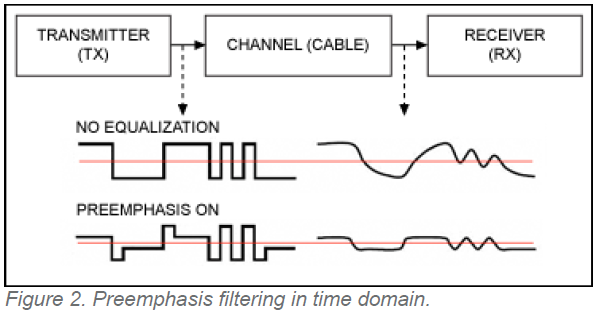 TRANSMITTER
(TX)
CHANNEL (CABLE)
RECEIVER
(RX)
NO EQUALIZATION
PREEMPHASIS ON
Figure 2. Preemphasis filtering in time domain.